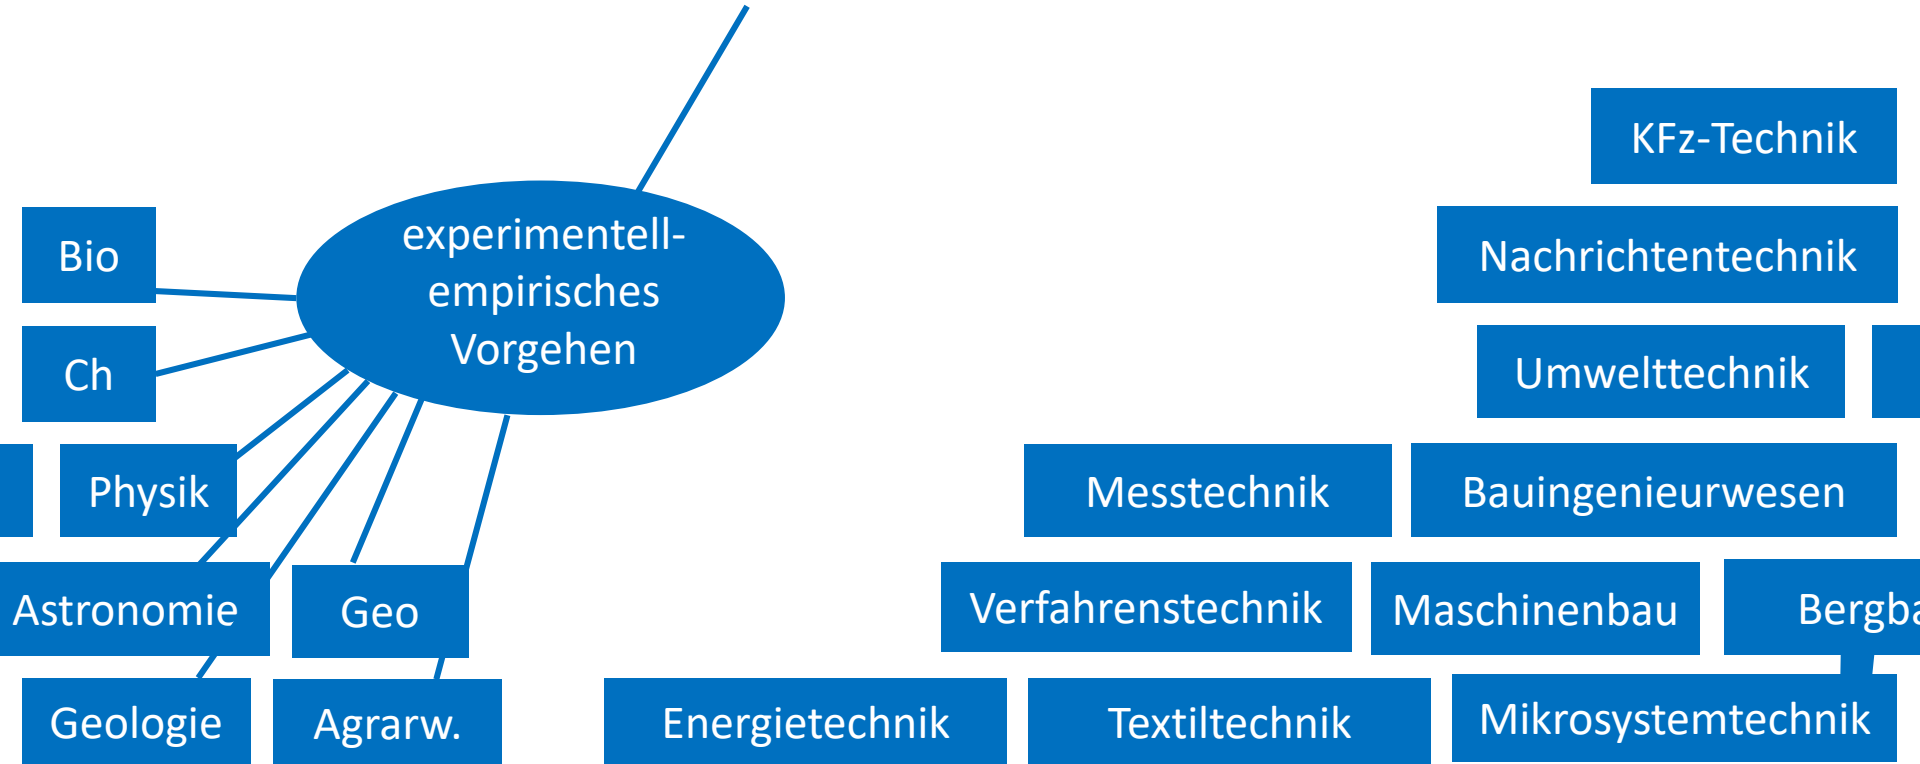 experimentell-
empirisches
Vorgehen
Bio
Ch
Physik
Astronomie
Geo
Geologie
Agrarw.
KFz-Technik
Nachrichtentechnik
Umwelttechnik
Messtechnik
Bauingenieurwesen
Verfahrenstechnik
Maschinenbau
Energietechnik
Textiltechnik
Mikrosystemtechnik